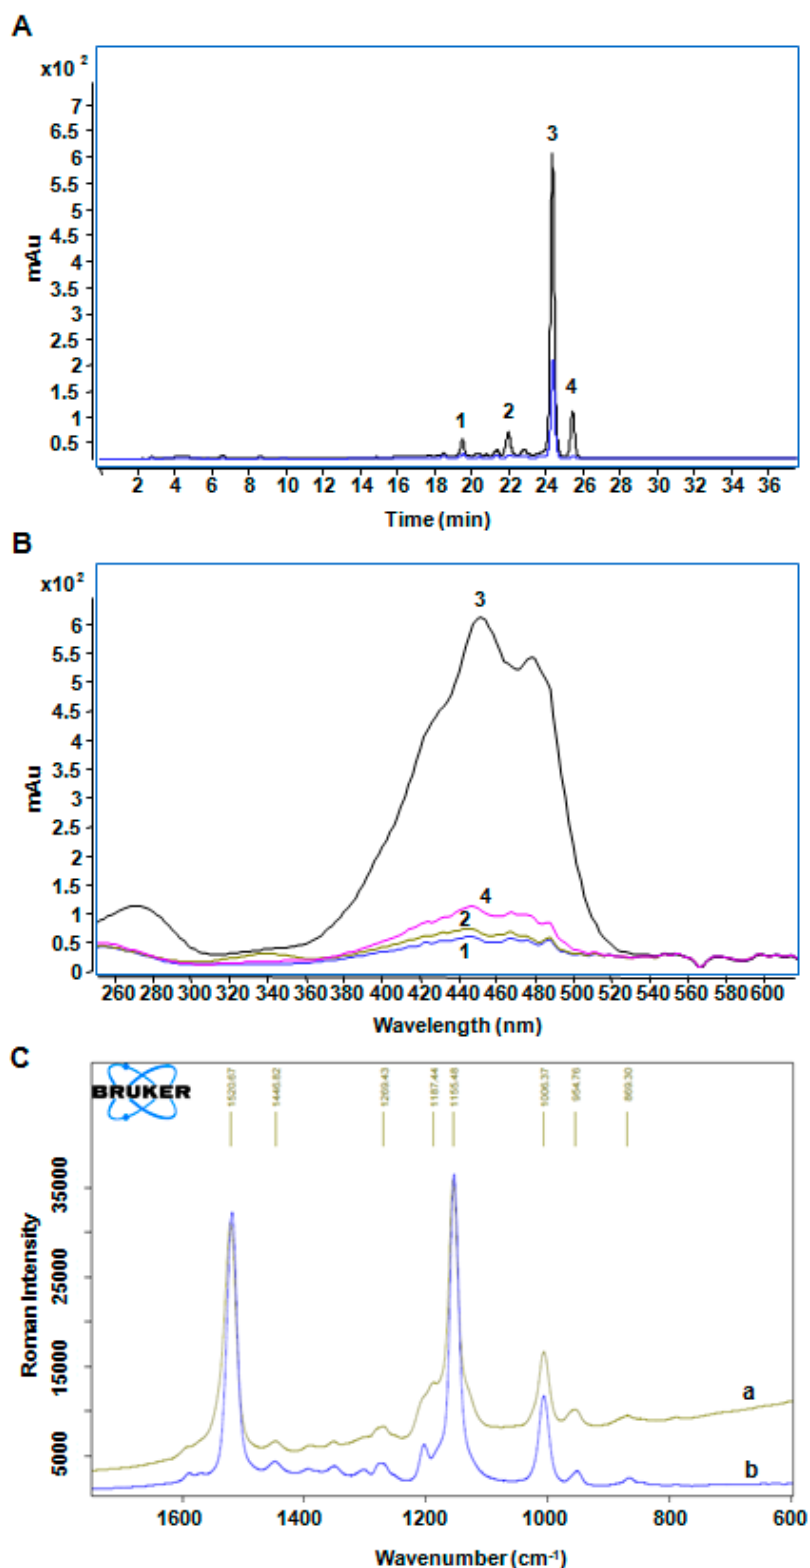 A
x10 2
7
6.5
6
5.5
5
4.5
4
3.5
3
2.5
2
1.5
1
0.5
mAu
1
2
3
4
2 4 6 8 10 12 14 16 18 20 22 24 26 28 30 32 34 36
Time (min)
B
x10 2
6
5.5
5
4.5
4
3.5
3
2.5
2
1.5
1
0.5
0
mAu
3
4
2
1
260 280 300 320 340 360 380 400 420 440 460 480 500 520 540 560 580 600
Wavelength (nm)
C
BRUKER
1520.67
1446.82
1269.43
1187.44
1155.48
1006.37
954.76
869.30
35000
25000
15000
5000
Roman Intensity
a
b
1600 1400 1200 1000 800 600
Wavenumber (cm-1)